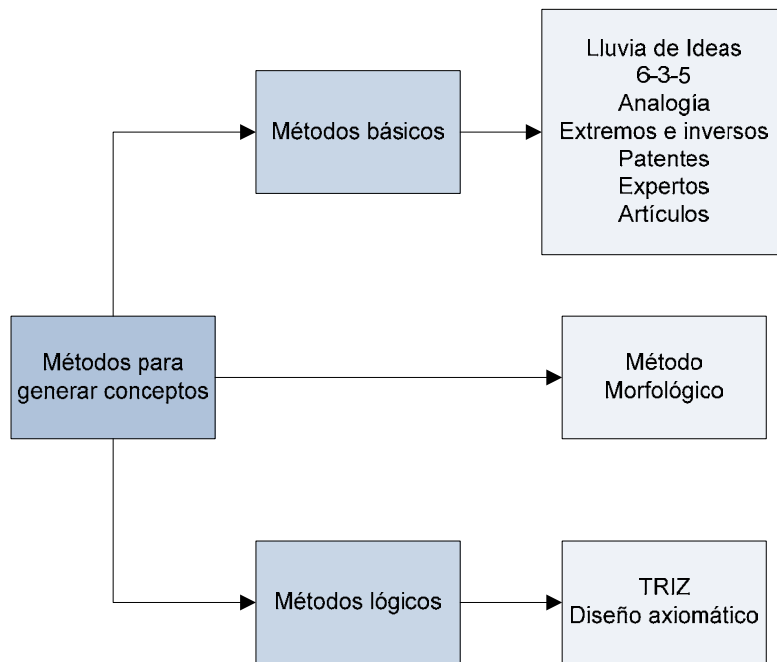 Lluvia de Ideas
6-3-5
Analogía
Extremos e inversos
Patentes
Expertos
Artículos
Métodos básicos
Métodos para
generar conceptos
Método
Morfológico
Métodos lógicos
TRIZ
Diseño axiomático